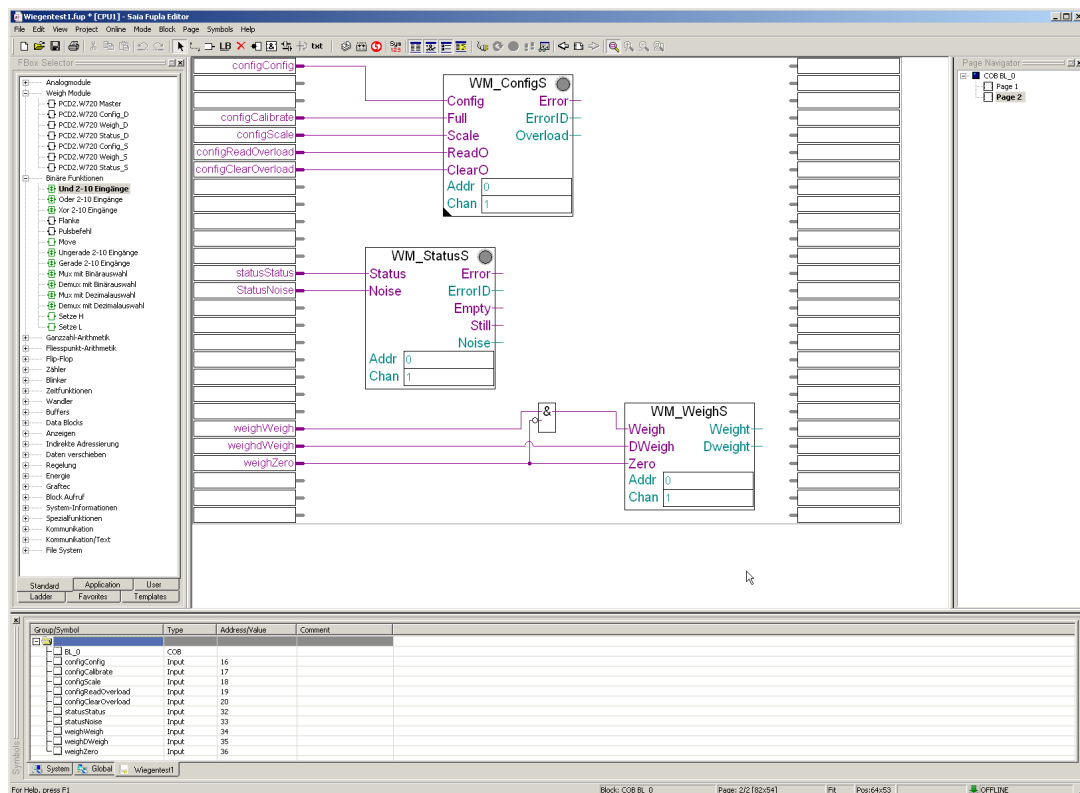 Wiegentest1.fup * [CPU1] - Saia Fupla Editor
File Edit View Project Online Mode Block Page Symbols Help
LB txt Sym 123
FBox Selector
Analogmodule
Weigh Module
PCD2.W720 Master
PCD2.W720 Config_D
PCD2.W720 Weigh_D
PCD2.W720 Status_D
PCD2.W720 Config_S
PCD2.W720 Weigh_S
PCD2.W720 Status_S
Binäre Funktionen
Und 2-10 Eingänge
Oder 2-10 Eingänge
Xor 2-10 Eingänge
Flanke
Pulsbefehl
Move
Ungerade 2-10 Eingänge
Gerade 2-10 Eingänge
Mux mit Binärauswahl
Demux mit Binärauswahl
Mux mit Dezimalauswahl
Demux mit Dezimalauswahl
Setze H
Setze L
Ganzzahl-Arithmetik
Fliesspunkt-Arithmetik
Flip-Flop
Zähler
Blinker
Zeitfunktionen
Wandler
Buffers
Data Blocks
Anzeigen
Indirekte Adressierung
Daten verschieben
Regelung
Energie
Graftec
Block Aufruf
System-Informationen
Spezialfunktionen
Kommunikation
Kommunikation/Text
File System
Standard Application User
Ladder Favorites Templates
configConfig
configCalibrate
configScale
configReadOverload
configClearOverload
WM_ConfigS
Config Error
Full ErrorID
Scale Overload
ReadO
ClearO
Addr 0
Chan 1
statusStatus
StatusNoise
WM_StatusS
Status Error
Noise ErrorID
Empty
Still
Noise
Addr 0
Chan 1
weighWeigh
weighdWeigh
weighZero
&
WM_WeighS
Weigh Weight
DWeigh Dweight
Zero
Addr 0
Chan 1
Page Navigator
COB BL_0
Page 1
Page 2
Group/Symbol Type Address/Value Comment
BL_0 COB
configConfig Input 16
configCalibrate Input 17
configScale Input 18
configReadOverload Input 19
configClearOverload Input 20
statusStatus Input 32
statusNoise Input 33
weighWeigh Input 34
weighDWeigh Input 35
weighZero Input 36
Symbols
System Global Wiegentest1
For Help, press F1 Block: COB BL_0 Page: 2/2 [82x54] Fit Pos:64x53 OFFLINE